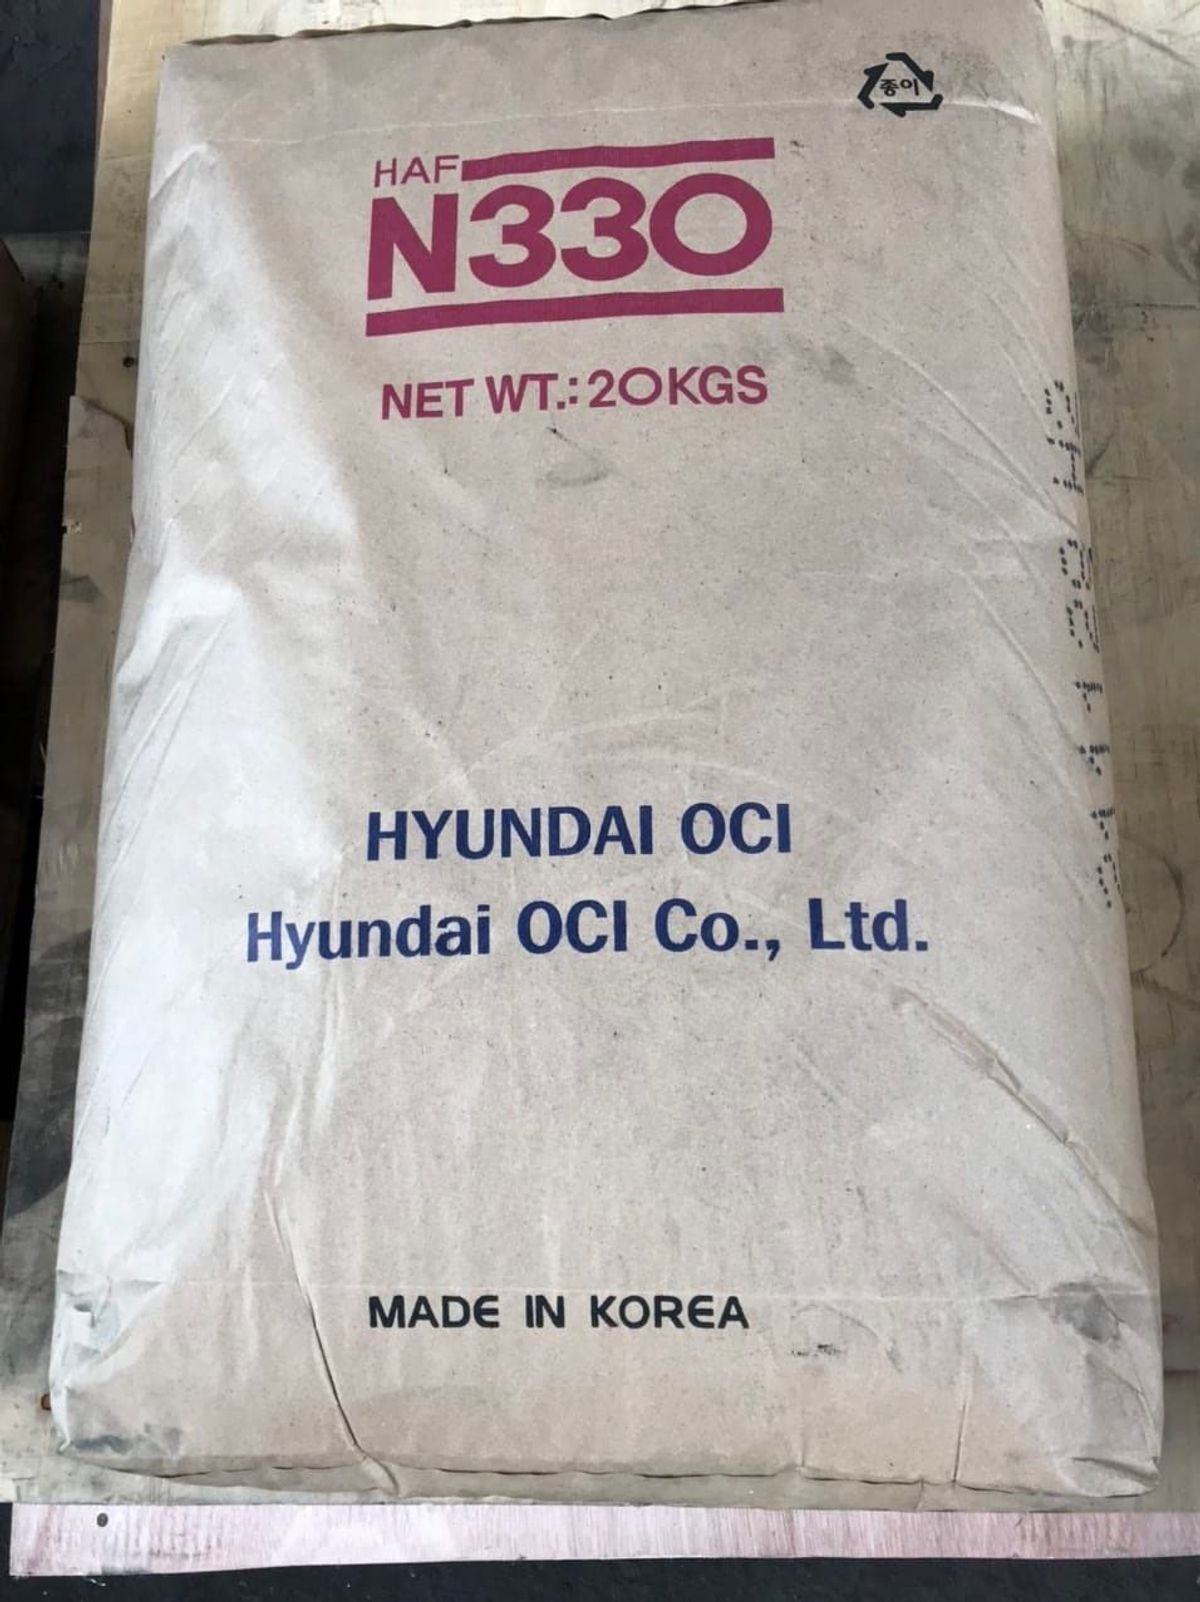 종이
HAF
N330
NET WT.: 20KGS
HYUNDAI OCI
Hyundai OCI Co., Ltd.
MADE IN KOREA